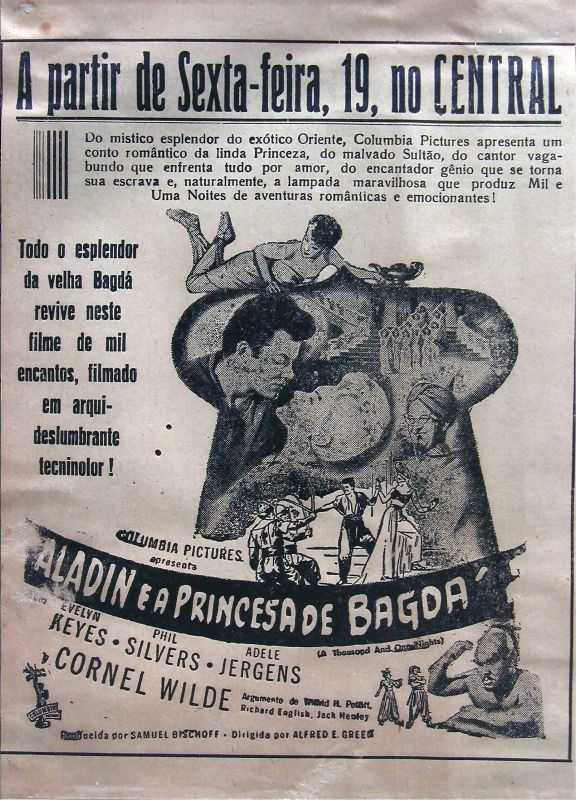 A partir de Sexta-feira, 19, no CENTRAL
Do mistico esplendor do exótico Oriente, Columbia Pictures apresenta um
conto romântico da linda Princeza, do malvado Sultão, do cantor vaga-
bundo que enfrenta tudo por amor, do encantador gênio que se torna
sua escrava e, naturalmente, a lampada maravilhosa que produz Mil e
Uma Noites de aventuras românticas e emocionantes!
Todo o esplendor
da velha Bagdá
revive neste
filme de mil
encantos, filmado
em arqui-
deslumbrante
tecninolor!
COLUMBIA PICTURES
apresenta
ALADIN E A PRINCESA DE BAGDÁ
(A Thousand And One Nights)
EVELYN KEYES · PHIL SILVERS · ADELE JERGENS
CORNEL WILDE
Argumento de H. Pettitt,
Richard English, Jack Henley
COLUMBIA
por SAMUEL BISCHOFF - Dirigida por ALFRED E. GREEN